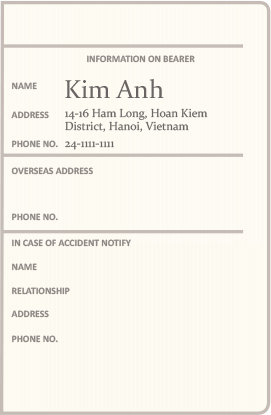 INFORMATION ON BEARER
NAME Kim Anh
ADDRESS 14-16 Ham Long, Hoan Kiem
District, Hanoi, Vietnam
PHONE NO. 24-1111-1111
OVERSEAS ADDRESS
PHONE NO.
IN CASE OF ACCIDENT NOTIFY
NAME
RELATIONSHIP
ADDRESS
PHONE NO.